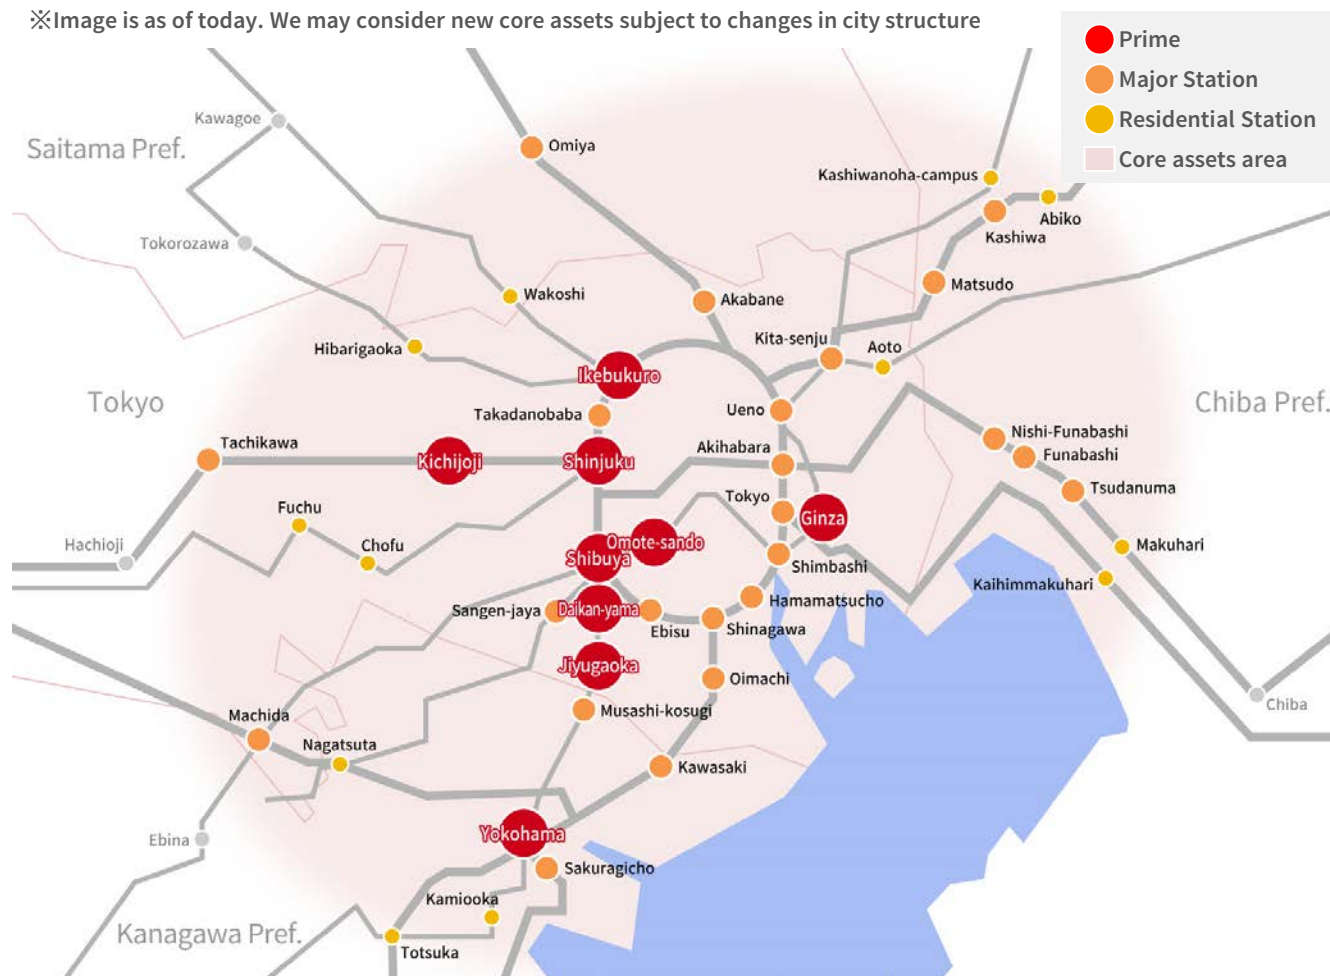 ※Image is as of today. We may consider new core assets subject to changes in city structure
Prime
Major Station
Residential Station
Core assets area
Kawagoe
Saitama Pref.
Omiya
Kashiwanoha-campus
Abiko
Kashiwa
Tokorozawa
Matsudo
Wakoshi
Akabane
Kita-senju
Aoto
Hibarigaoka
Ikebukuro
Tokyo
Chiba Pref.
Takadanobaba
Ueno
Tachikawa
Nishi-Funabashi
Akihabara
Funabashi
Kichijoji
Shinjuku
Tsudanuma
Tokyo
Fuchu
Ginza
Hachioji
Chofu
Omote-sando
Makuhari
Shibuya
Shimbashi
Kaihimmakuhari
Hamamatsucho
Sangen-jaya
Daikan-yama
Ebisu
Shinagawa
Jiyugaoka
Oimachi
Chiba
Musashi-kosugi
Machida
Nagatsuta
Kawasaki
Yokohama
Ebina
Sakuragicho
Kamiooka
Kanagawa Pref.
Totsuka